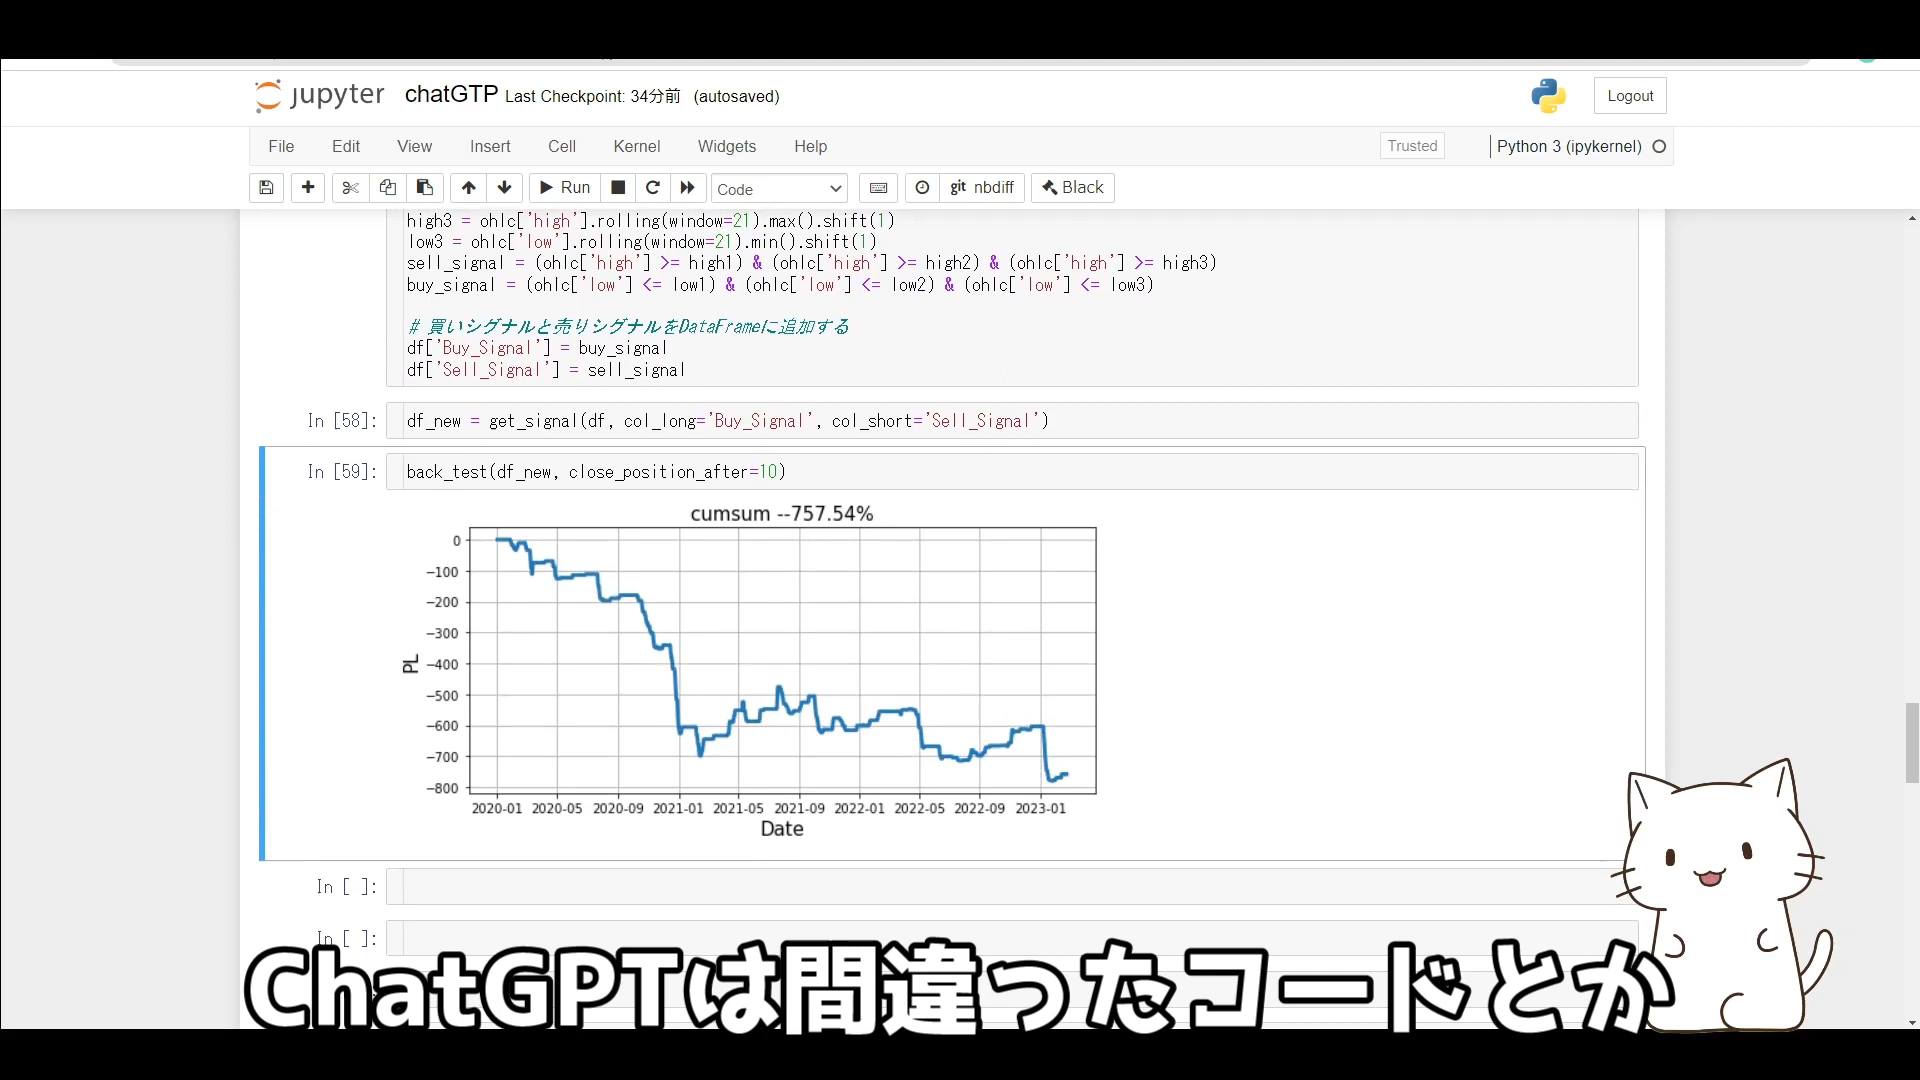 jupyter chatGTP Last Checkpoint: 34分前 (autosaved)
Logout
File Edit View Insert Cell Kernel Widgets Help
Trusted
Python 3 (ipykernel)
Run
Code
git nbdiff
Black
high3 = ohlc['high'].rolling(window=21).max().shift(1)
low3 = ohlc['low'].rolling(window=21).min().shift(1)
sell_signal = (ohlc['high'] >= high1) & (ohlc['high'] >= high2) & (ohlc['high'] >= high3)
buy_signal = (ohlc['low'] <= low1) & (ohlc['low'] <= low2) & (ohlc['low'] <= low3)
# 買いシグナルと売りシグナルをDataFrameに追加する
df['Buy_Signal'] = buy_signal
df['Sell_Signal'] = sell_signal
In [58]: df_new = get_signal(df, col_long='Buy_Signal', col_short='Sell_Signal')
In [59]: back_test(df_new, close_position_after=10)
cumsum --757.54%
0
−100
−200
−300
−400
−500
−600
−700
−800
PL
2020-01 2020-05 2020-09 2021-01 2021-05 2021-09 2022-01 2022-05 2022-09 2023-01
Date
In [ ]:
In [ ]:
ChatGPTは間違ったコードとか